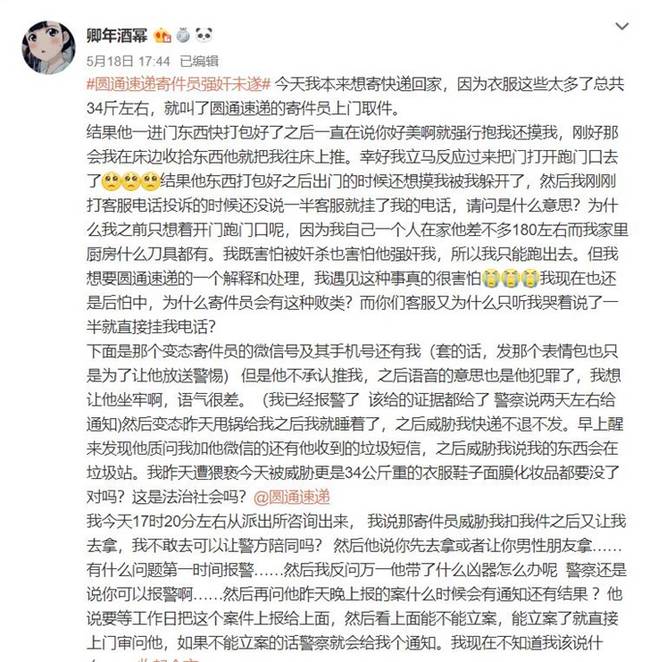 卿年酒幂
5月18日 17:44 已编辑
#圆通速递寄件员强奸未遂# 今天我本来想寄快递回家，因为衣服这些太多了总共
34斤左右，就叫了圆通速递的寄件员上门取件。
结果他一进门东西快打包好了之后一直在说你好美啊就强行抱我还摸我，刚好那
会我在床边收拾东西他就把我往床上推。幸好我立马反应过来把门打开跑门口去
了🥺🥺🥺结果他东西打包好之后出门的时候还想摸我被我躲开了，然后我刚刚
打客服电话投诉的时候还没说一半客服就挂了我的电话，请问是什么意思？为什
么我之前只想着开门跑门口呢，因为我自己一个人在家他差不多180左右而我家里
厨房什么刀具都有。我既害怕被奸杀也害怕他强奸我，所以我只能跑出去。但我
想要圆通速递的一个解释和处理，我遇见这种事真的很害怕😭😭😭我现在也还
是后怕中，为什么寄件员会有这种败类？而你们客服又为什么只听我哭着说了一
半就直接挂我电话？
下面是那个变态寄件员的微信号及其手机号还有我（套的话，发那个表情包也只
是为了让他放送警惕） 但是他不承认推我，之后语音的意思也是他犯罪了，我想
让他坐牢啊，语气很差。（我已经报警了 该给的证据都给了 警察说两天左右给
通知)然后变态昨天甩锅给我之后我就睡着了，之后威胁我快递不退不发。早上醒
来发现他质问我加他微信的还有他收到的垃圾短信，之后威胁我说我的东西会在
垃圾站。我昨天遭猥亵今天被威胁更是34公斤重的衣服鞋子面膜化妆品都要没了
对吗？这是法治社会吗？@圆通速递
我今天17时20分左右从派出所咨询出来， 我说那寄件员威胁我扣我件之后又让我
去拿，我不敢去可以让警方陪同吗？ 然后他说你先去拿或者让你男性朋友拿……
有什么问题第一时间报警……然后我反问万一他带了什么凶器怎么办呢 警察还是
说你可以报警啊……然后再问他昨天晚上报的案什么时候会有通知还有结果？他
说要等工作日把这个案件上报给上面，然后看上面能不能立案，能立案了就直接
上门审问他，如果不能立案的话警察就会给我个通知。我现在不知道我该说什